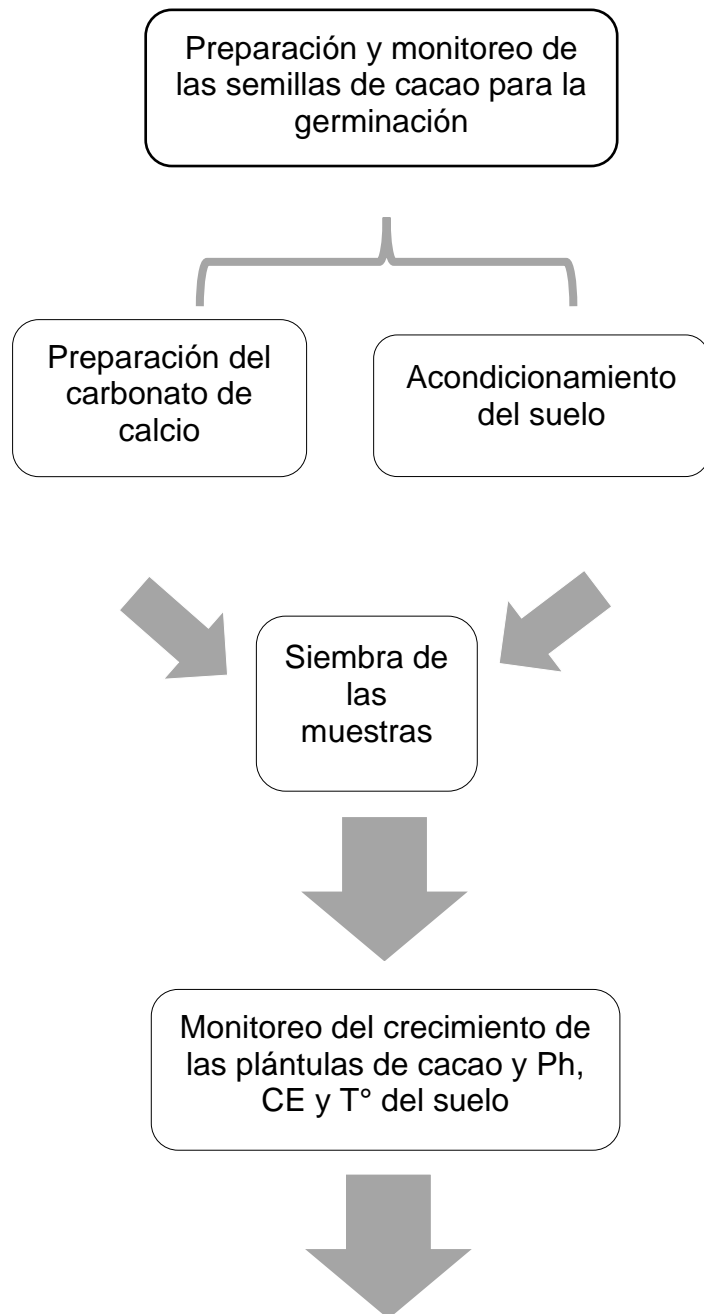 Preparación y monitoreo de
las semillas de cacao para la
germinación
Preparación del
carbonato de
calcio
Acondicionamiento
del suelo
Siembra de
las
muestras
Monitoreo del crecimiento de
las plántulas de cacao y Ph,
CE y T° del suelo